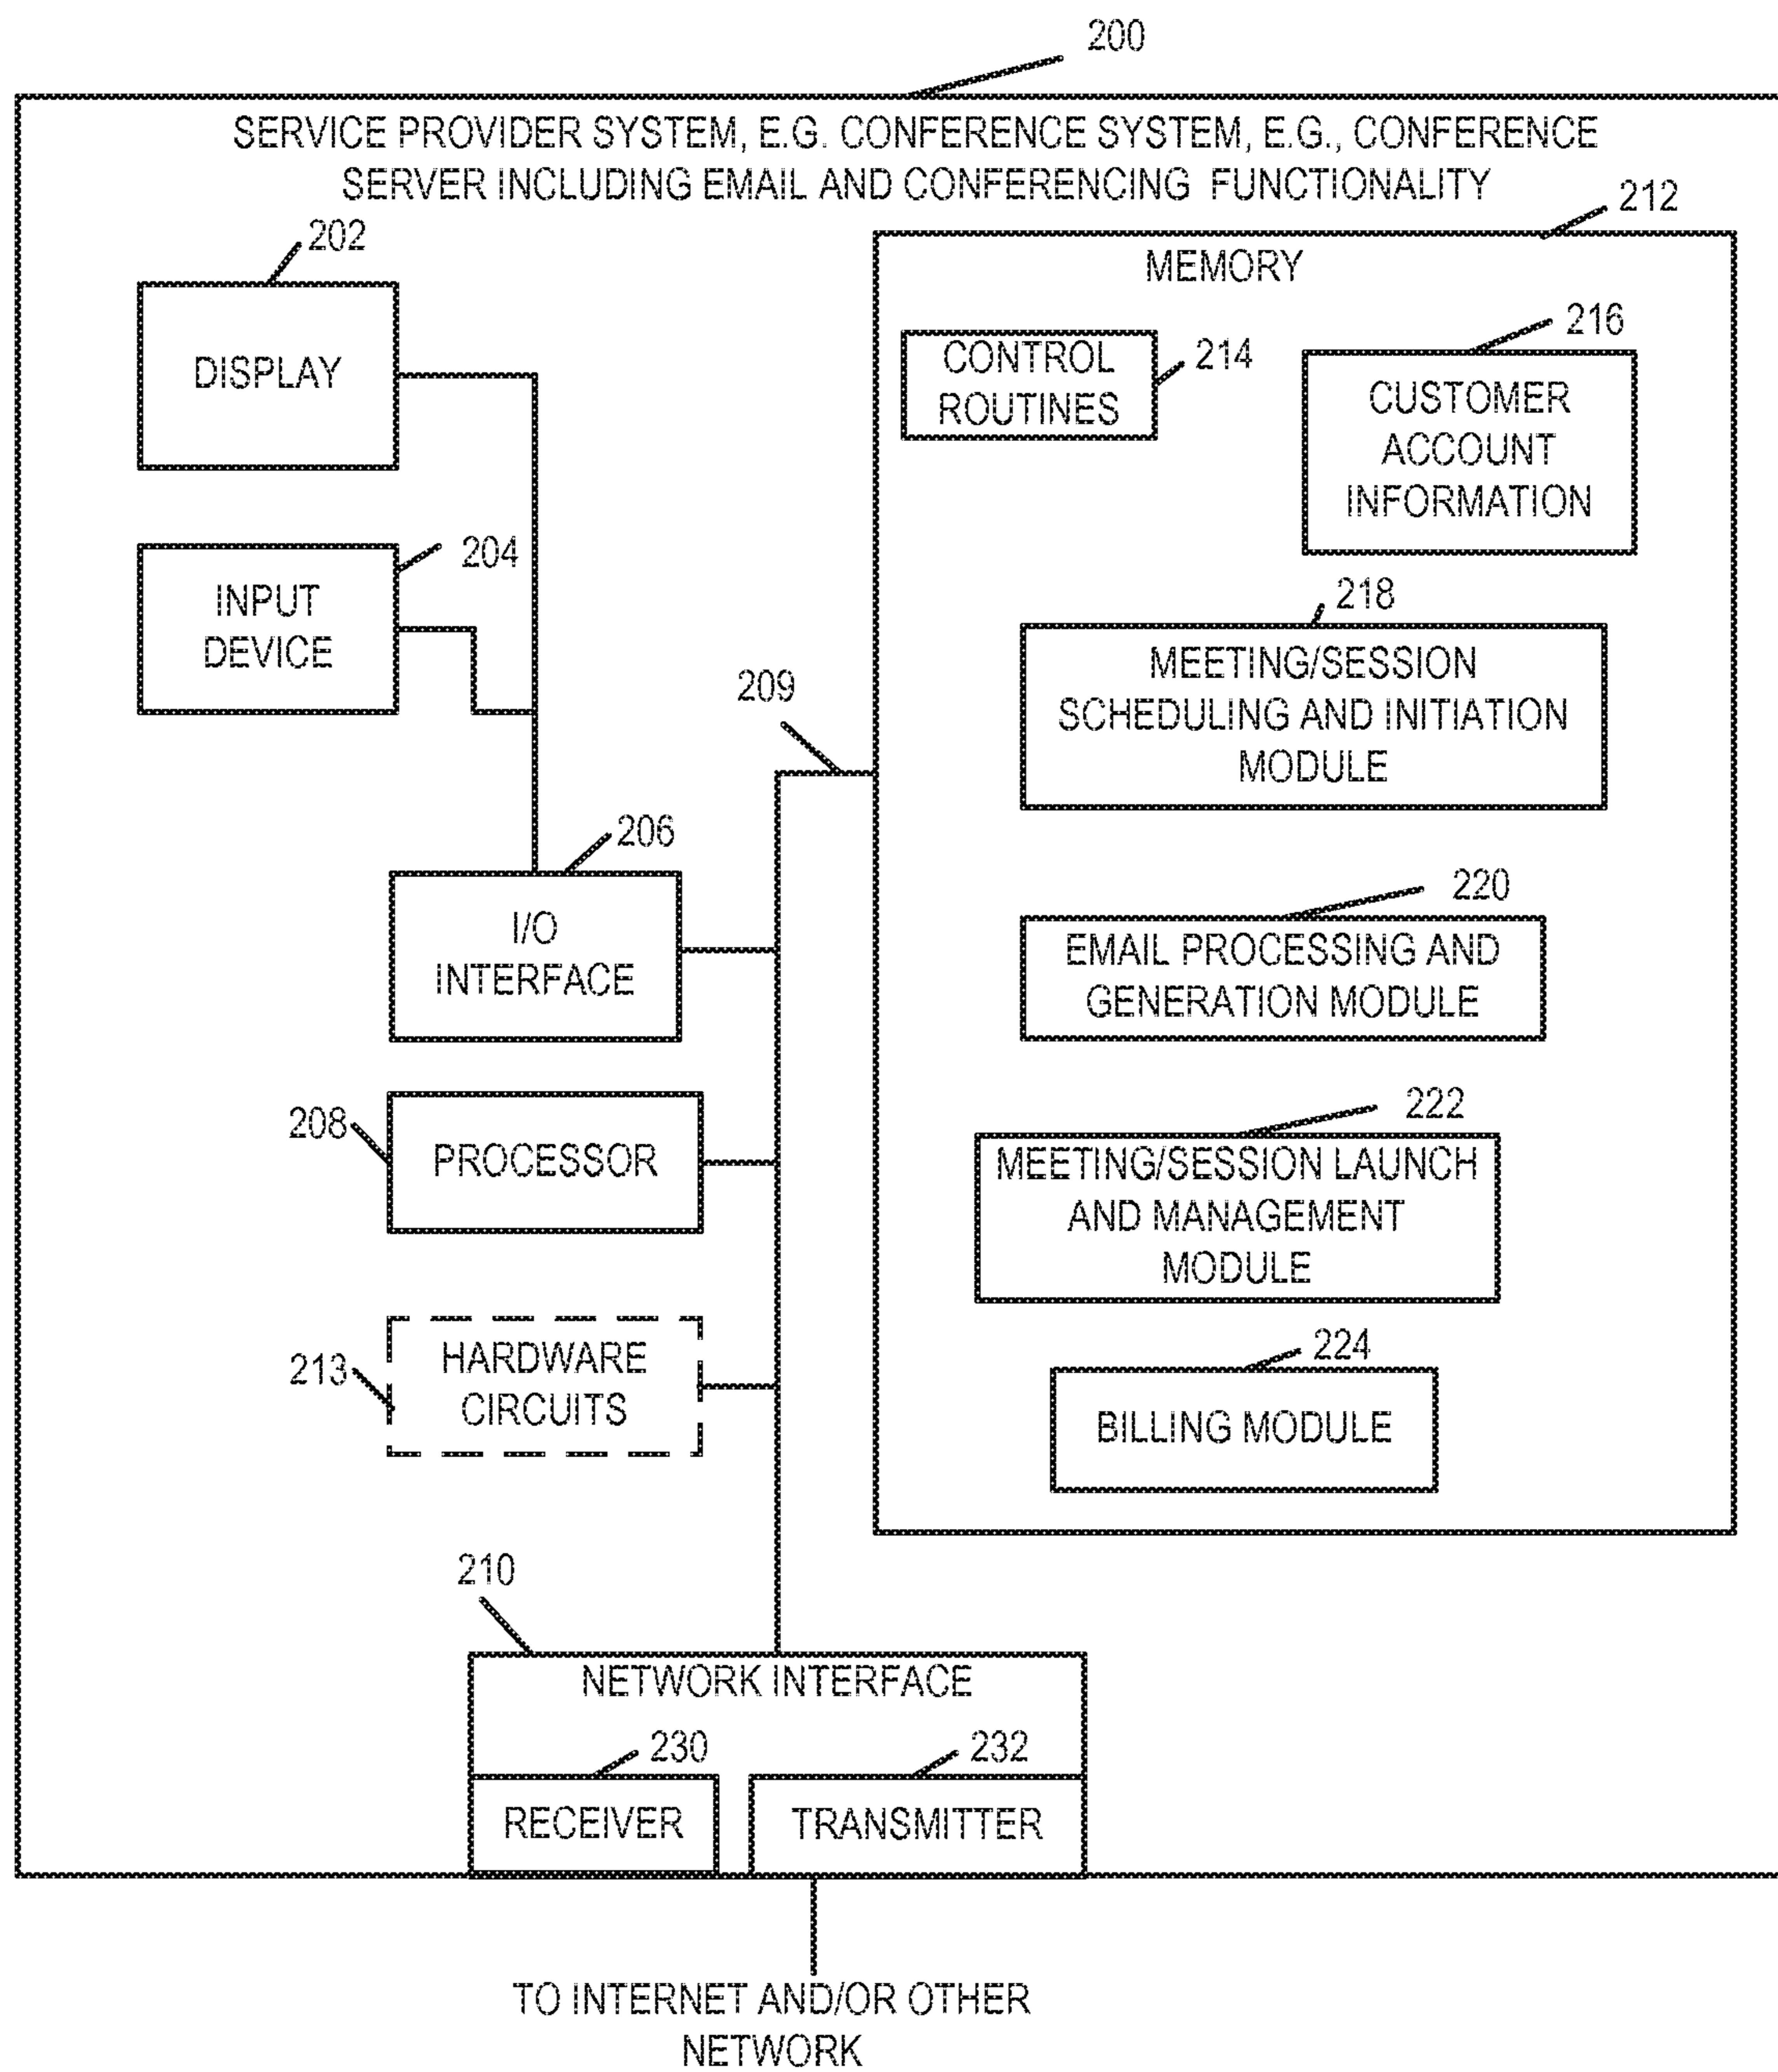 200
SERVICE PROVIDER SYSTEM, E.G. CONFERENCE SYSTEM, E.G., CONFERENCE
SERVER INCLUDING EMAIL AND CONFERENCING FUNCTIONALITY
212
202
MEMORY
DISPLAY
CONTROL
ROUTINES
214
216
CUSTOMER
ACCOUNT
INFORMATION
204
INPUT
DEVICE
218
MEETING/SESSION
SCHEDULING AND INITIATION
MODULE
209
206
I/O
INTERFACE
220
EMAIL PROCESSING AND
GENERATION MODULE
208
PROCESSOR
222
MEETING/SESSION LAUNCH
AND MANAGEMENT
MODULE
213
HARDWARE
CIRCUITS
224
BILLING MODULE
210
NETWORK INTERFACE
230
232
RECEIVER
TRANSMITTER
TO INTERNET AND/OR OTHER
NETWORK